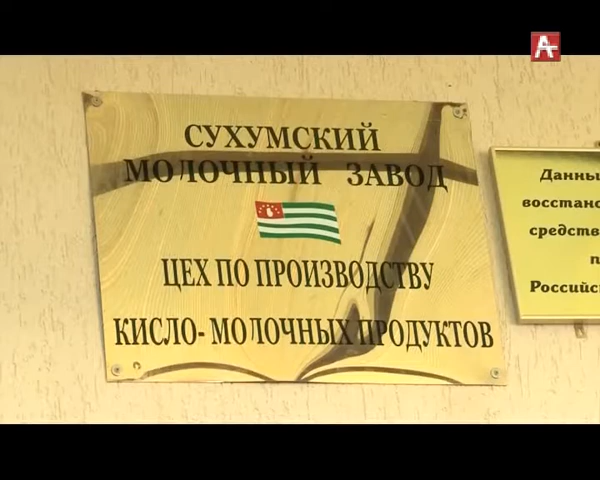 СУХУМСКИЙ
МОЛОЧНЫЙ ЗАВОД
ЦЕХ ПО ПРОИЗВОДСТВУ
КИСЛО- МОЛОЧНЫХ ПРОДУКТОВ
Данны
восстано
средств
п
Российс